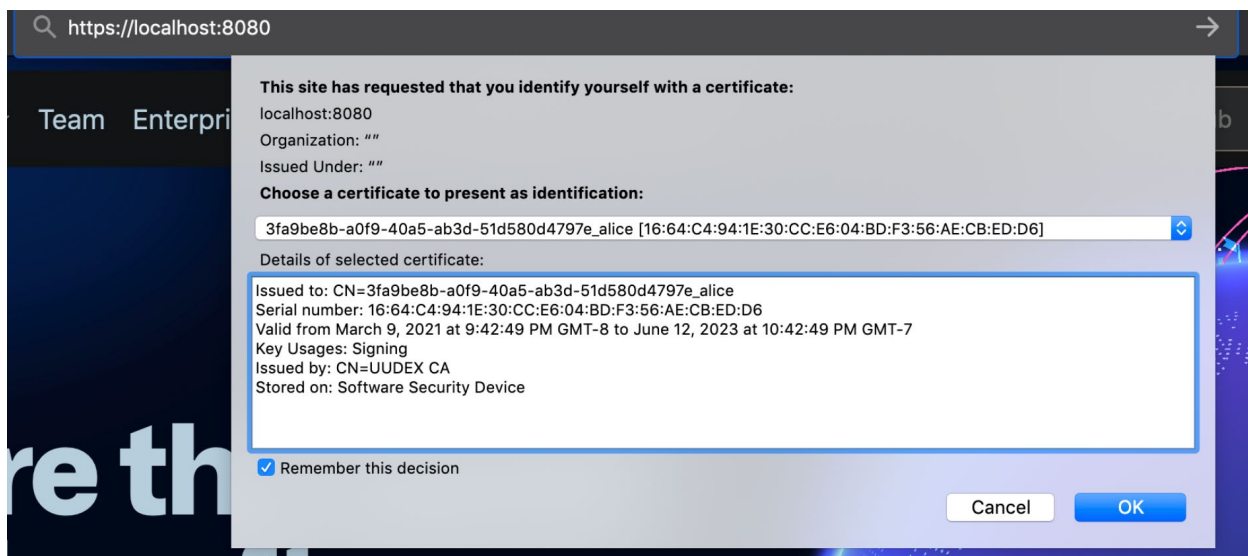 https://localhost:8080
This site has requested that you identify yourself with a certificate:
localhost:8080
Organization: “”
Issued Under: “”
Choose a certificate to present as identification:
3fa9be8b-a0f9-40a5-ab3d-51d580d4797e_alice [16:64:C4:94:1E:30:CC:E6:04:BD:F3:56:AE:CB:ED:D6]
Details of selected certificate:
Issued to: CN=3fa9be8b-a0f9-40a5-ab3d-51d580d4797e_alice
Serial number: 16:64:C4:94:1E:30:CC:E6:04:BD:F3:56:AE:CB:ED:D6
Valid from March 9, 2021 at 9:42:49 PM GMT-8 to June 12, 2023 at 10:42:49 PM GMT-7
Key Usages: Signing
Issued by: CN=UUDEX CA
Stored on: Software Security Device
Remember this decision
Cancel OK
Team Enterpri
b
re th